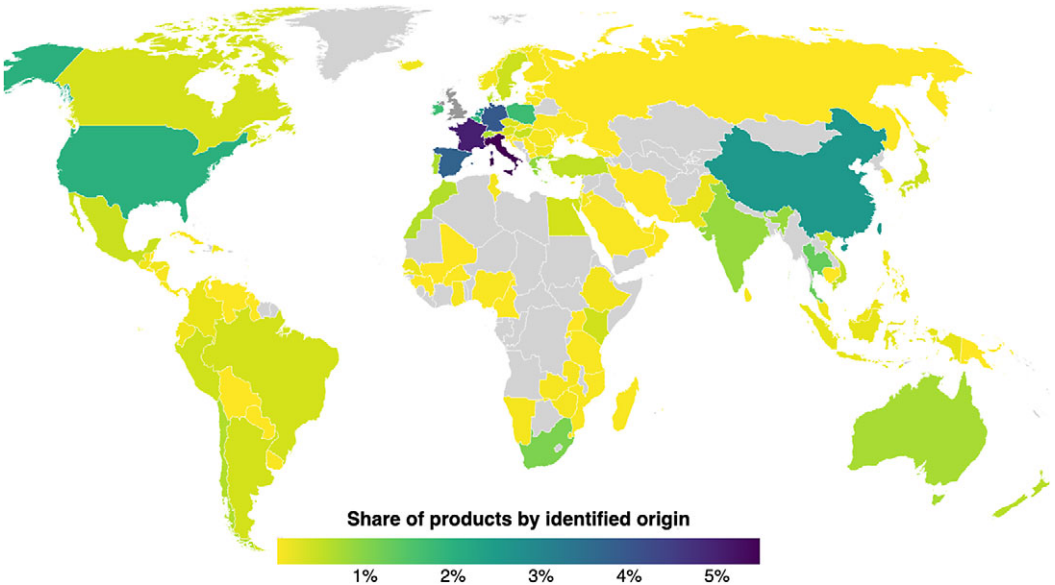 Share of products by identified origin
1% 2% 3% 4% 5%